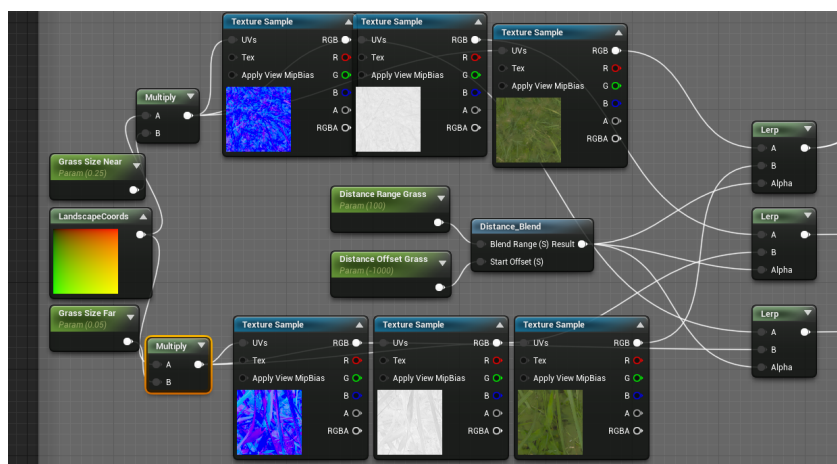 Texture Sample
UVs RGB
Tex R
Apply View MipBias G
B
A
RGBA
Texture Sample
UVs RGB
Tex R
Apply View MipBias G
B
A
RGBA
Texture Sample
UVs RGB
Tex R
Apply View MipBias G
B
A
RGBA
Multiply
A
B
Grass Size Near
Param (0.25)
LandscapeCoords
Grass Size Far
Param (0.05)
Multiply
A
B
Distance Range Grass
Param (100)
Distance Offset Grass
Param (-1000)
Distance_Blend
Blend Range (S) Result
Start Offset (S)
Lerp
A
B
Alpha
Lerp
A
B
Alpha
Lerp
A
B
Alpha
Texture Sample
UVs RGB
Tex R
Apply View MipBias G
B
A
RGBA
Texture Sample
UVs RGB
Tex R
Apply View MipBias G
B
A
RGBA
Texture Sample
UVs RGB
Tex R
Apply View MipBias G
B
A
RGBA